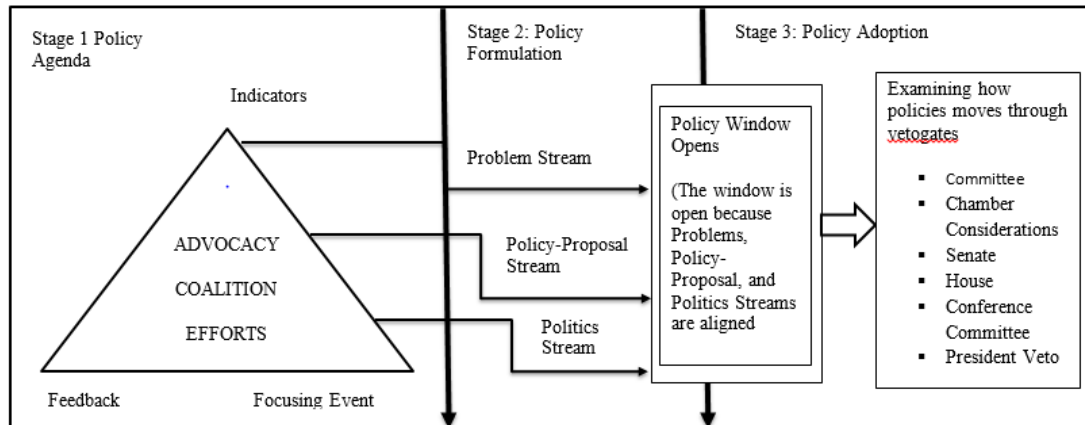 Stage 1 Policy
Agenda
Indicators
ADVOCACY
COALITION
EFFORTS
Feedback
Focusing Event
Stage 2: Policy
Formulation
Problem Stream
Policy-Proposal
Stream
Politics
Stream
Stage 3: Policy Adoption
Policy Window
Opens
(The window is
open because
Problems,
Policy-
Proposal, and
Politics Streams
are aligned
Examining how
policies moves through
vetogates
▪ Committee
▪ Chamber
Considerations
▪ Senate
▪ House
▪ Conference
Committee
▪ President Veto